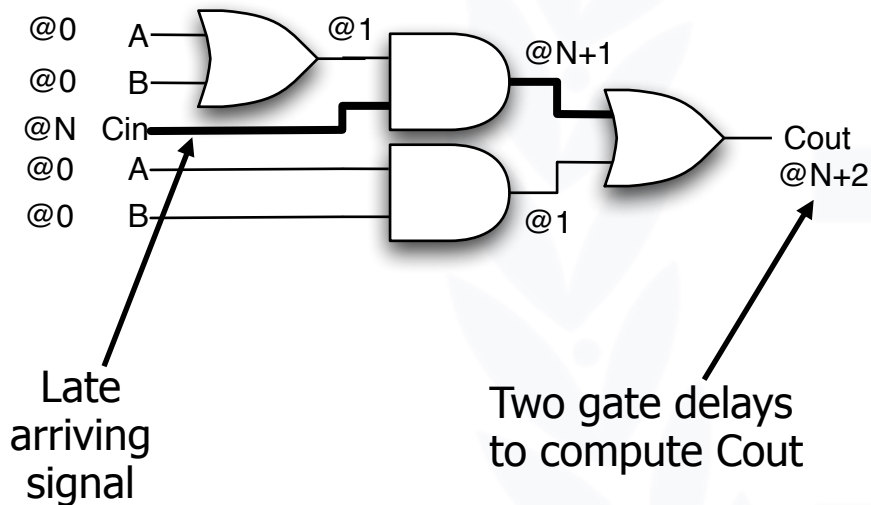 @0 A @1
@N+1
@0 B
@N Cin
Cout
@0 A
@N+2
@0 B @1
Late
arriving
signal
Two gate delays
to compute Cout